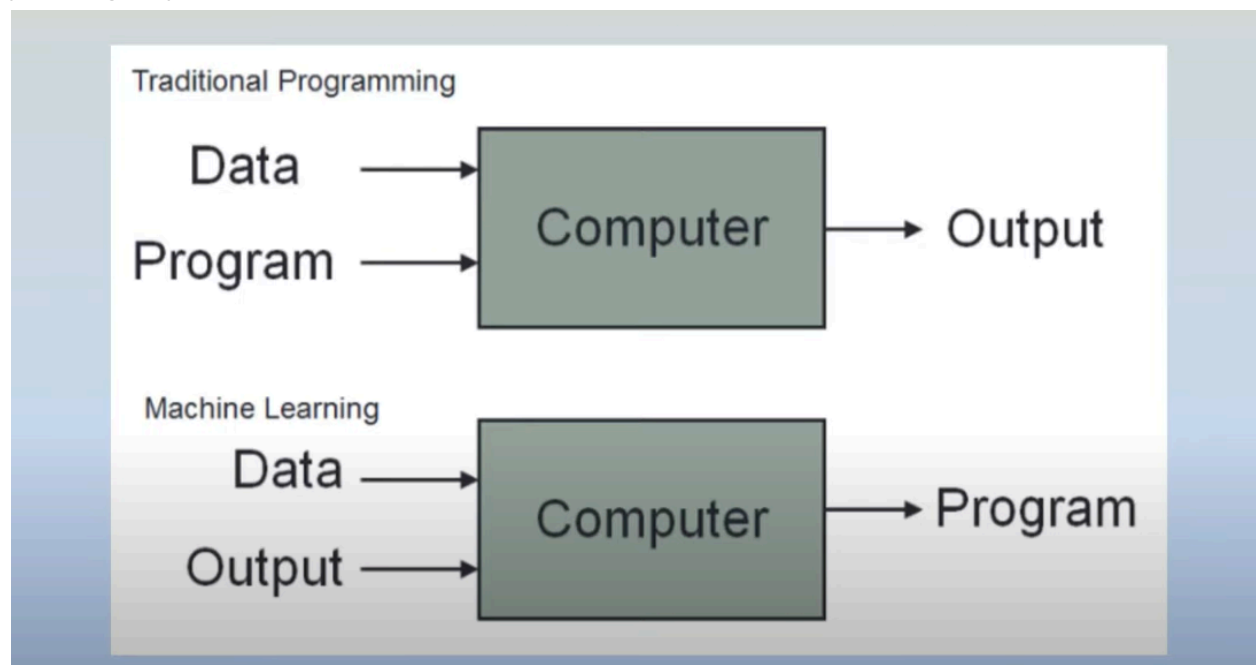 Traditional Programming
Data
Program
Computer
Output
Machine Learning
Data
Output
Computer
Program